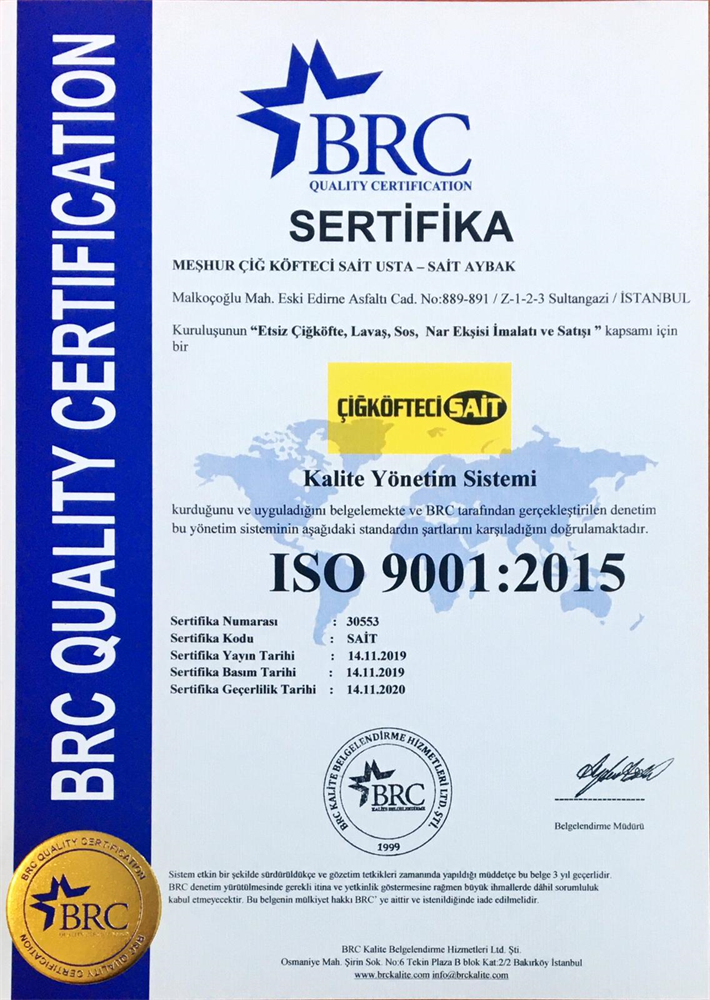 BRC QUALITY CERTIFICATION
BRC
QUALITY CERTIFICATION
SERTİFİKA
MEŞHUR ÇİĞ KÖFTECİ SAİT USTA – SAİT AYBAK
Malkoçoğlu Mah. Eski Edirne Asfaltı Cad. No:889-891 / Z-1-2-3 Sultangazi / İSTANBUL
Kuruluşunun “Etsiz Çiğköfte, Lavaş, Sos, Nar Ekşisi İmalatı ve Satışı ” kapsamı için
bir
ÇİĞKÖFTECİ SAİT
Kalite Yönetim Sistemi
kurduğunu ve uyguladığını belgelemekte ve BRC tarafından gerçekleştirilen denetim
bu yönetim sisteminin aşağıdaki standardın şartlarını karşıladığını doğrulamaktadır.
ISO 9001:2015
Sertifika Numarası : 30553
Sertifika Kodu : SAİT
Sertifika Yayın Tarihi : 14.11.2019
Sertifika Basım Tarihi : 14.11.2019
Sertifika Geçerlilik Tarihi : 14.11.2020
BRC KALİTE BELGELENDİRME HİZMETLERİ LTD. ŞTİ.
BRC
KALİTE BELGELENDİRME
1999
Belgelendirme Müdürü
BRC QUALITY CERTIFICATION
BRC
BRC QUALITY CERTIFICATION
Sistem etkin bir şekilde sürdürüldükçe ve gözetim tetkikleri zamanında yapıldığı müddetçe bu belge 3 yıl geçerlidir.
BRC denetim yürütülmesinde gerekli itina ve yetkinlik göstermesine rağmen büyük ihmallerde dâhil sorumluluk
kabul etmeyecektir. Bu belgenin mülkiyet hakkı BRC’ ye aittir ve istenildiğinde iade edilmelidir.
BRC Kalite Belgelendirme Hizmetleri Ltd. Şti.
Osmaniye Mah. Şirin Sok. No:6 Tekin Plaza B blok Kat:2/2 Bakırköy İstanbul
www.brckalite.com info@brckalite.com